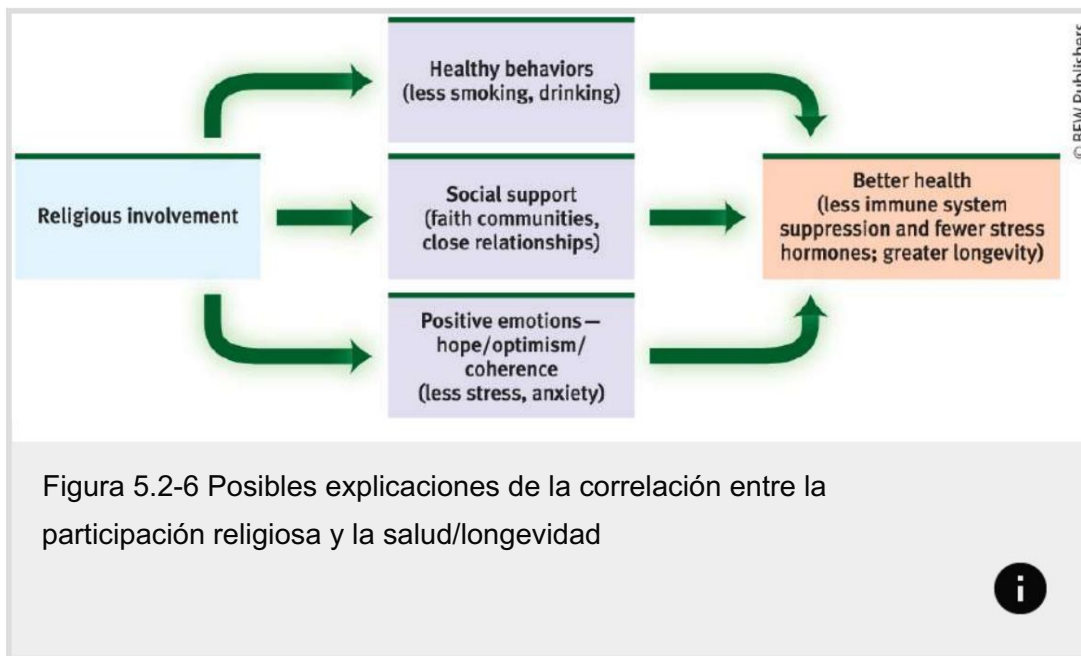 Healthy behaviors
(less smoking, drinking)
Religious involvement
Social support
(faith communities,
close relationships)
Positive emotions—
hope/optimism/
coherence
(less stress, anxiety)
Better health
(less immune system
suppression and fewer stress
hormones; greater longevity)
© BFW Publishers
Figura 5.2-6 Posibles explicaciones de la correlación entre la
participación religiosa y la salud/longevidad
i